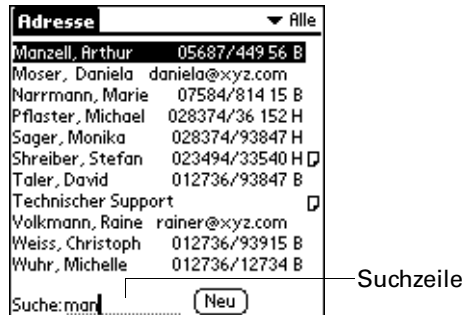 Adresse ▼ Alle
Manzell, Arthur 05687/449 56 B
Moser, Daniela daniela@xyz.com
Narrmann, Marie 07584/814 15 B
Pflaster, Michael 028374/36 152 H
Sager, Monika 028374/93847 H
Shreiber, Stefan 023494/33540 H
Taler, David 012736/93847 B
Technischer Support
Volkmann, Raine rainer@xyz.com
Weiss, Christoph 012736/93915 B
Wuhr, Michelle 012736/12734 B
Suchzeile
Suche: man Neu